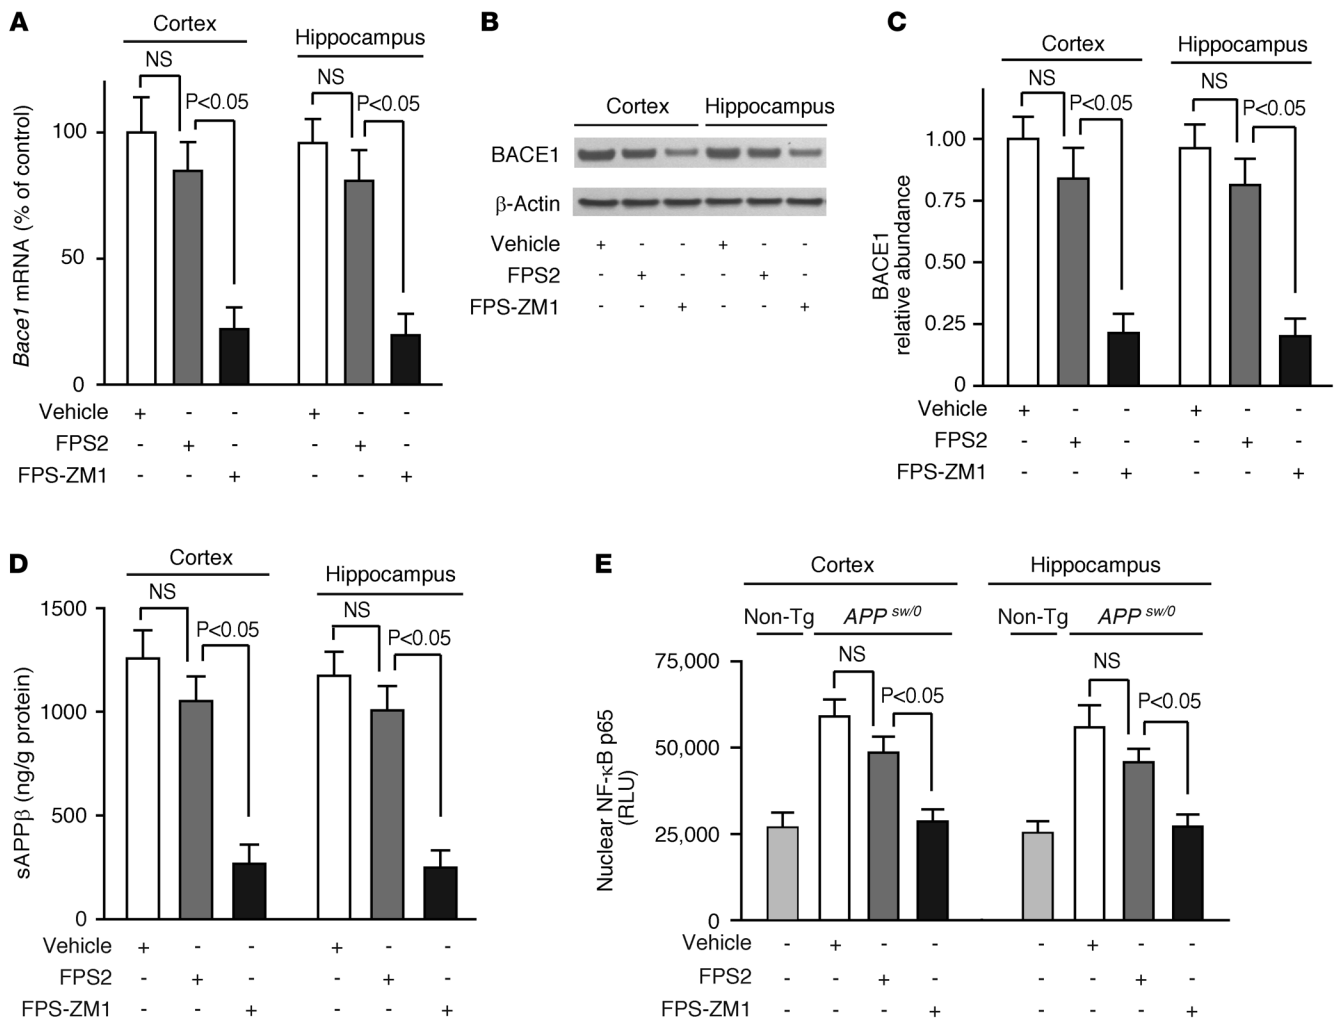 A
Cortex
Hippocampus
NS
P<0.05
NS
P<0.05
Bace1 mRNA (% of control)
100
50
0
Vehicle + - - + - -
FPS2 - + - - + -
FPS-ZM1 - - + - - +
B
Cortex Hippocampus
BACE1
β-Actin
Vehicle + - - + - -
FPS2 - + - - + -
FPS-ZM1 - - + - - +
C
Cortex
Hippocampus
NS
P<0.05
NS
P<0.05
BACE1
relative abundance
1.00
0.75
0.50
0.25
0
Vehicle + - - + - -
FPS2 - + - - + -
FPS-ZM1 - - + - - +
D
Cortex
Hippocampus
NS
P<0.05
NS
P<0.05
sAPPβ (ng/g protein)
1500
1000
500
0
Vehicle + - - + - -
FPS2 - + - - + -
FPS-ZM1 - - + - - +
E
Cortex
Hippocampus
Non-Tg APP sw/0 Non-Tg APP sw/0
NS
P<0.05
NS
P<0.05
Nuclear NF-κB p65
(RLU)
75,000
50,000
25,000
0
Vehicle - + - - - + - -
FPS2 - - + - - - + -
FPS-ZM1 - - - + - - - +